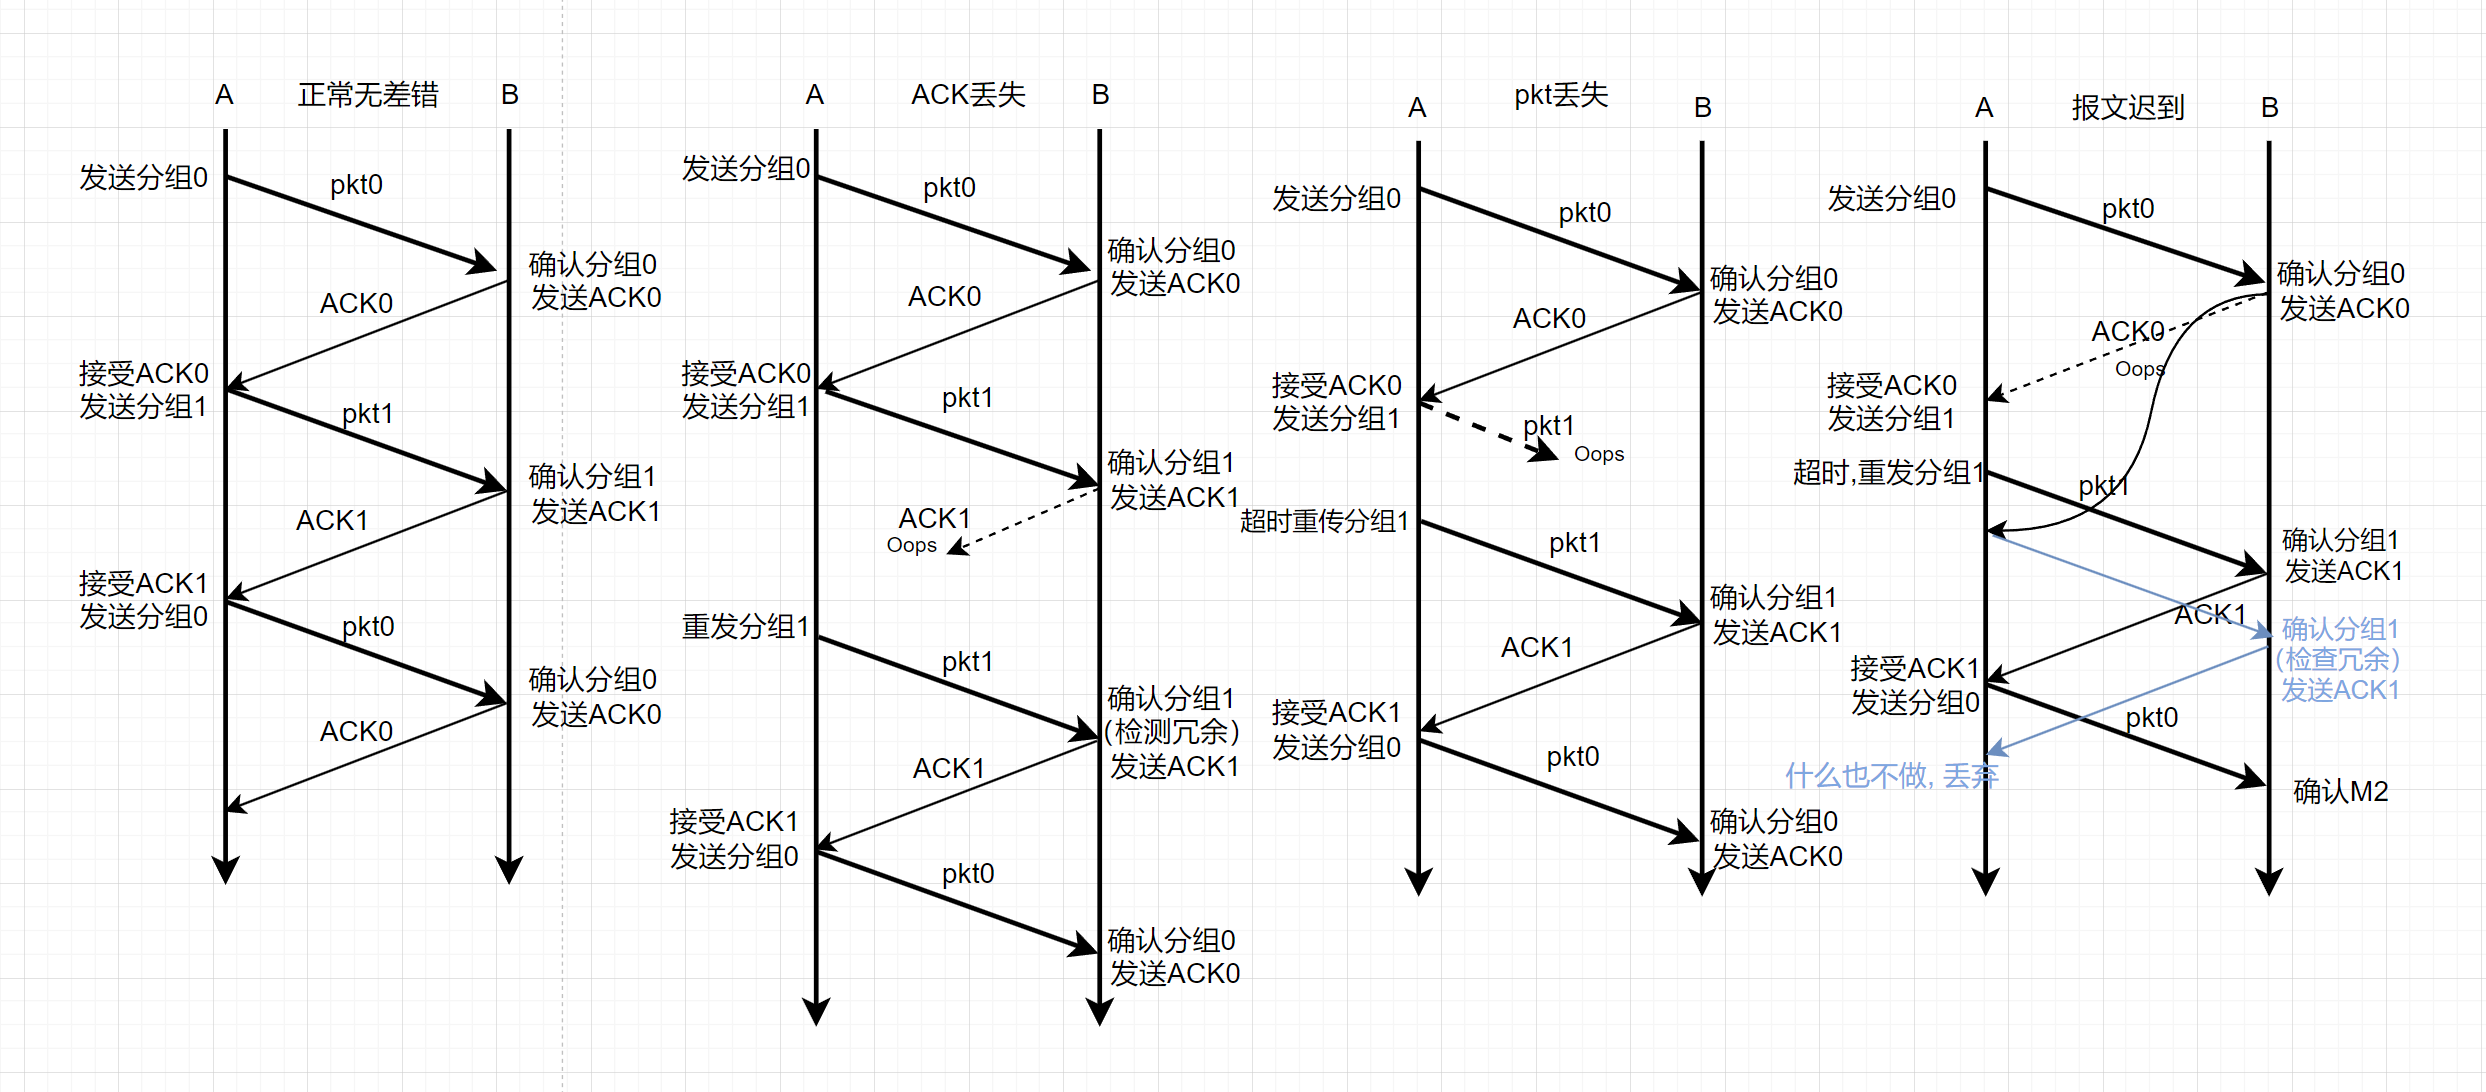 A
正常无差错
B
发送分组0
pkt0
确认分组0
发送ACK0
ACK0
接受ACK0
发送分组1
pkt1
确认分组1
发送ACK1
ACK1
接受ACK1
发送分组0
pkt0
确认分组0
发送ACK0
ACK0
A
ACK丢失
B
发送分组0
pkt0
确认分组0
发送ACK0
ACK0
接受ACK0
发送分组1
pkt1
确认分组1
发送ACK1
ACK1
Oops
重发分组1
pkt1
确认分组1
(检测冗余)
发送ACK1
ACK1
接受ACK1
发送分组0
pkt0
确认分组0
发送ACK0
A
pkt丢失
B
发送分组0
pkt0
确认分组0
发送ACK0
ACK0
接受ACK0
发送分组1
pkt1
Oops
超时重传分组1
pkt1
确认分组1
发送ACK1
ACK1
接受ACK1
发送分组0
pkt0
确认分组0
发送ACK0
A
报文迟到
B
发送分组0
pkt0
确认分组0
发送ACK0
ACK0
Oops
接受ACK0
发送分组1
超时,重发分组1
pkt1
确认分组1
发送ACK1
ACK1
确认分组1
(检查冗余)
发送ACK1
接受ACK1
发送分组0
pkt0
什么也不做, 丢弃
确认M2